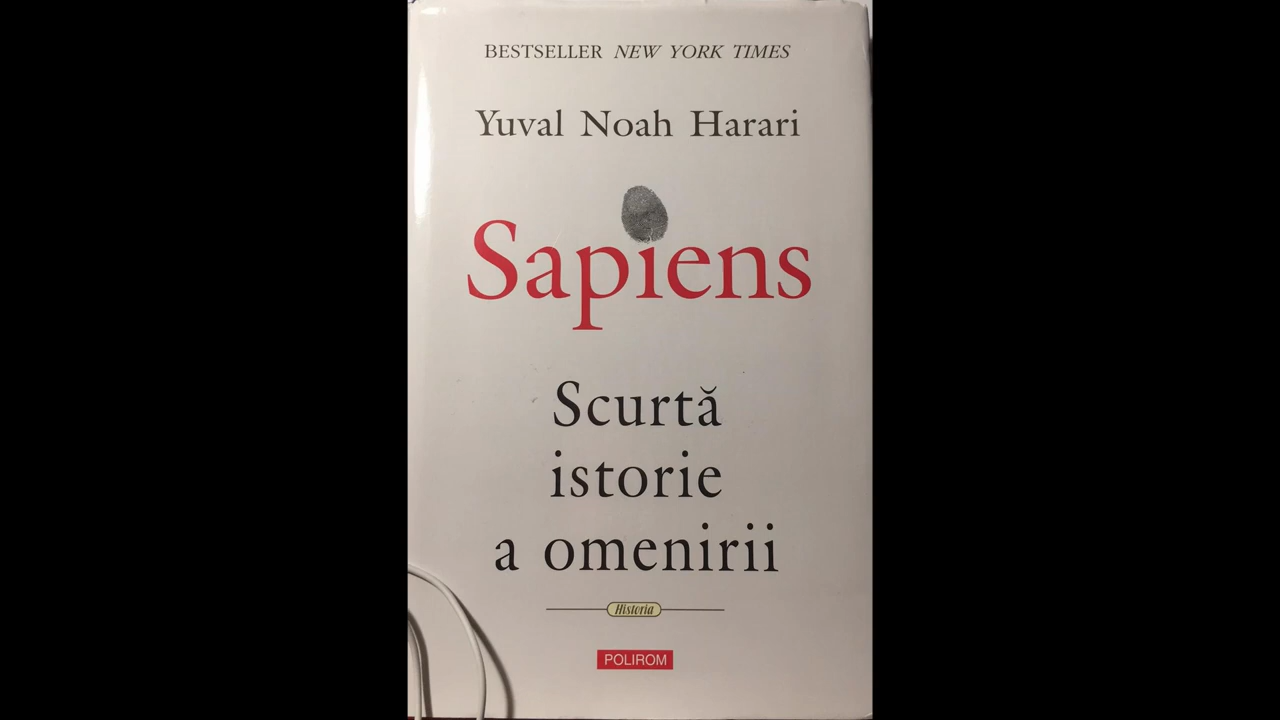 BESTSELLER NEW YORK TIMES
Yuval Noah Harari
Sapiens
Scurtă
istorie
a omenirii
Historia
POLIROM